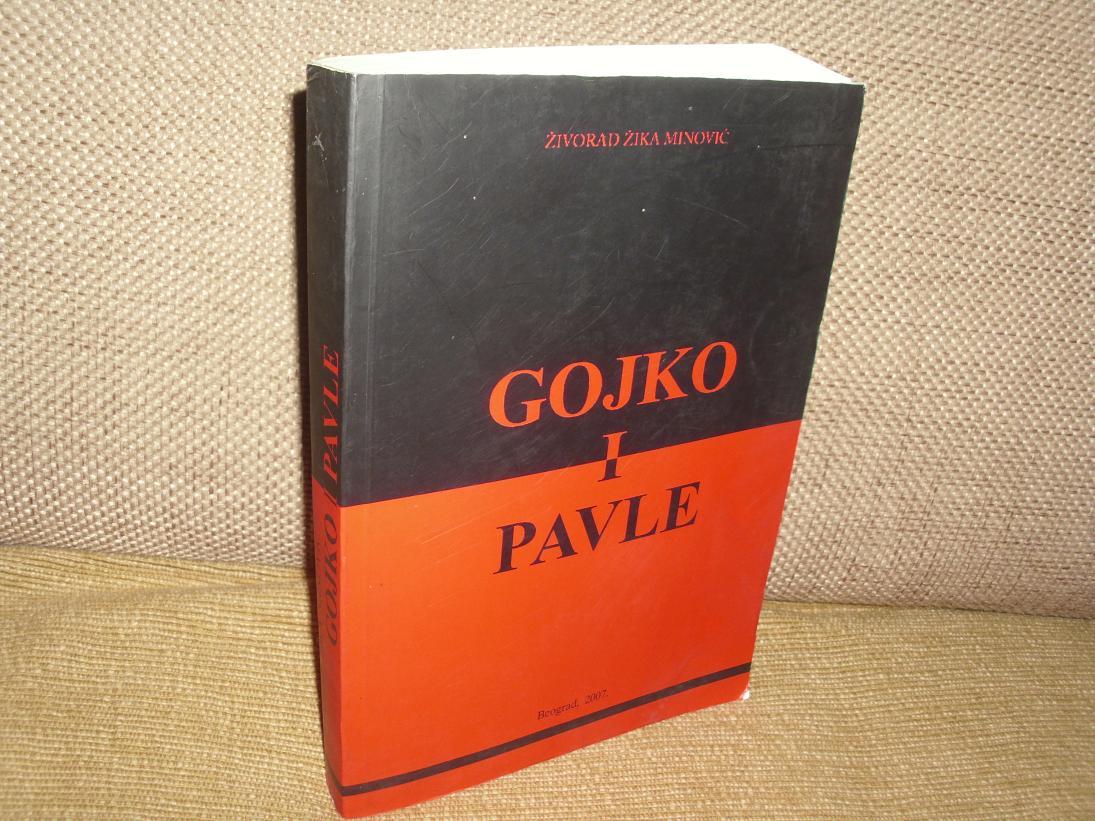 ŽIVORAD ŽIKA MINOVIĆ
GOJKO
I
PAVLE
Beograd, 2007.
GOJKO I PAVLE